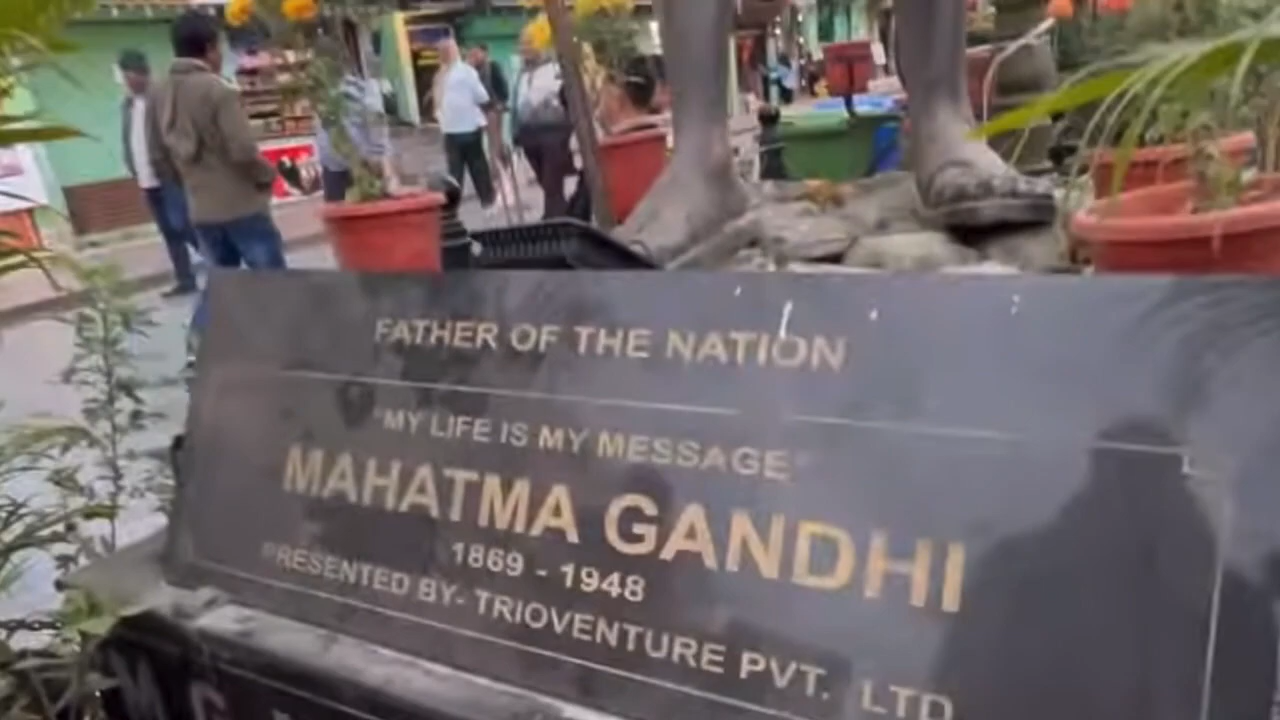 FATHER OF THE NATION
"MY LIFE IS MY MESSAGE"
MAHATMA GANDHI
1869 - 1948
PRESENTED BY- TRIOVENTURE PVT. LTD
M G